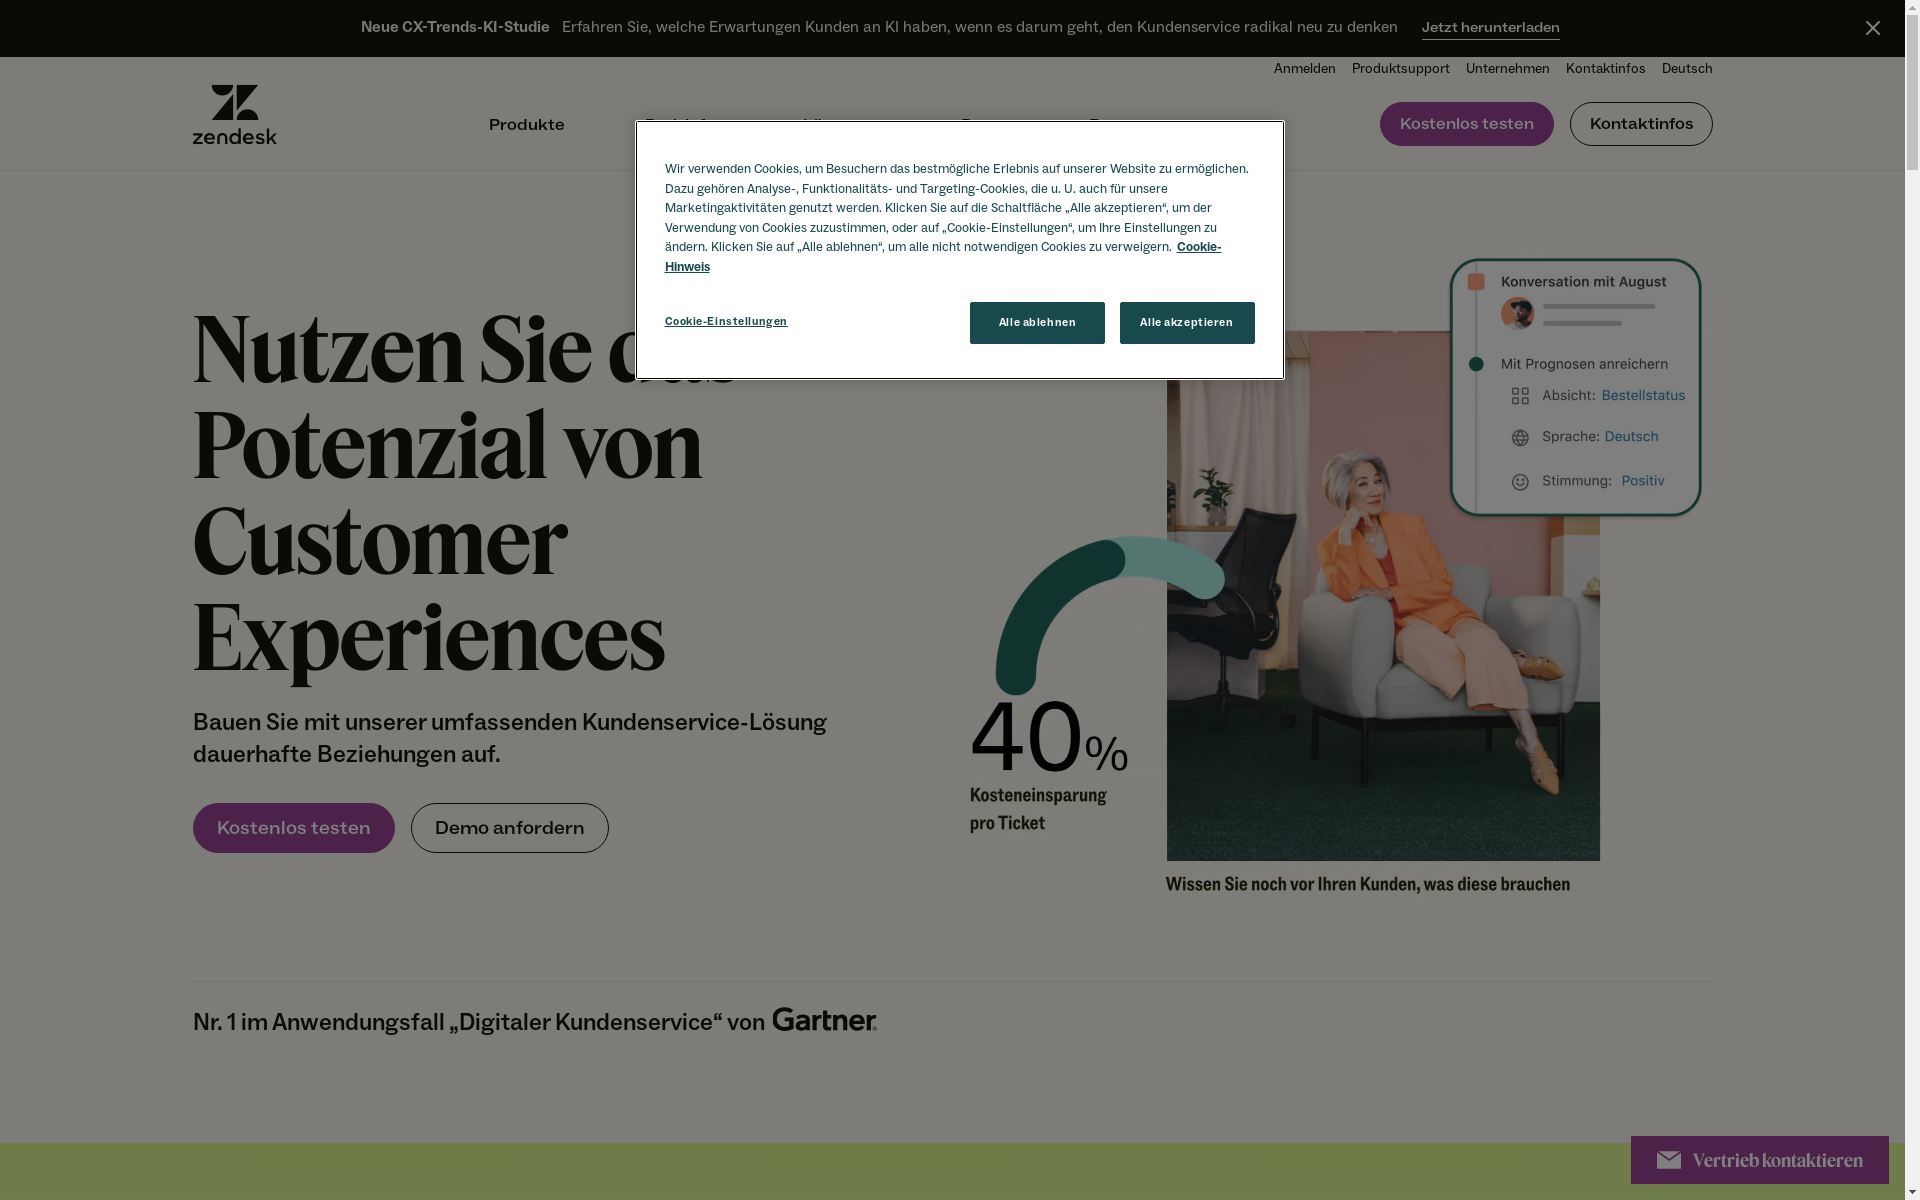 Neue CX-Trends-KI-Studie Erfahren Sie, welche Erwartungen Kunden an KI haben, wenn es darum geht, den Kundenservice radikal neu zu denken Jetzt herunterladen
Anmelden Produktsupport Unternehmen Kontaktinfos Deutsch
zendesk
Produkte
Kostenlos testen
Kontaktinfos
Wir verwenden Cookies, um Besuchern das bestmögliche Erlebnis auf unserer Website zu ermöglichen.
Dazu gehören Analyse-, Funktionalitäts- und Targeting-Cookies, die u. U. auch für unsere
Marketingaktivitäten genutzt werden. Klicken Sie auf die Schaltfläche „Alle akzeptieren“, um der
Verwendung von Cookies zuzustimmen, oder auf „Cookie-Einstellungen“, um Ihre Einstellungen zu
ändern. Klicken Sie auf „Alle ablehnen“, um alle nicht notwendigen Cookies zu verweigern. Cookie-
Hinweis
Cookie-Einstellungen
Alle ablehnen
Alle akzeptieren
Nutzen Sie das
Potenzial von
Customer
Experiences
Bauen Sie mit unserer umfassenden Kundenservice-Lösung
dauerhafte Beziehungen auf.
Kostenlos testen
Demo anfordern
Konversation mit August
Mit Prognosen anreichern
Absicht: Bestellstatus
Sprache: Deutsch
Stimmung: Positiv
40%
Kosteneinsparung
pro Ticket
Wissen Sie noch vor Ihren Kunden, was diese brauchen
Nr. 1 im Anwendungsfall „Digitaler Kundenservice“ von Gartner
Vertrieb kontaktieren